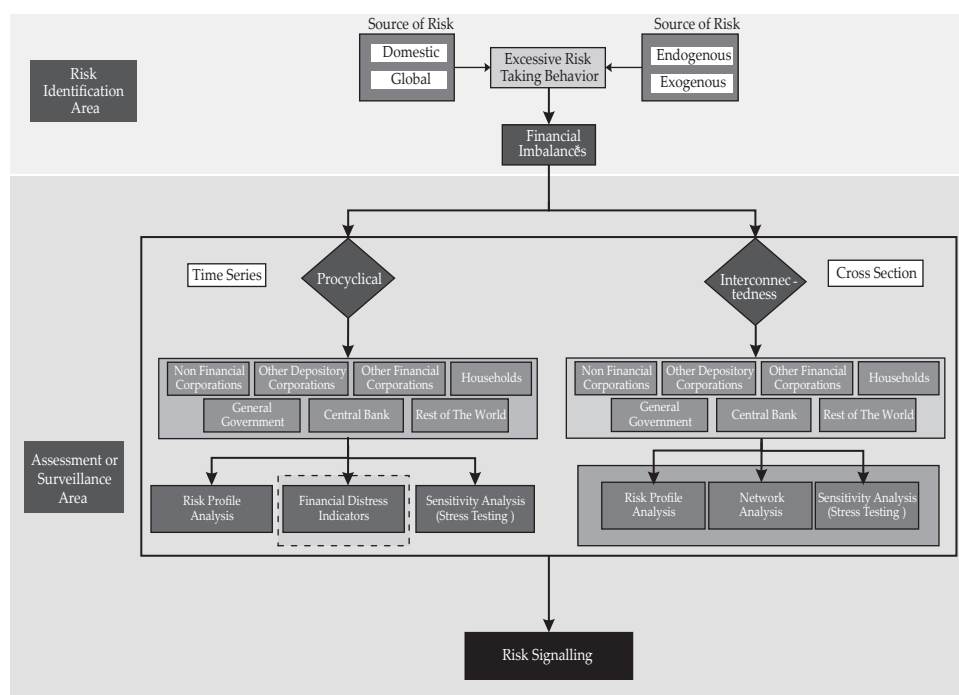 Source of Risk
Source of Risk
Domestic
Global
Excessive Risk
Taking Behavior
Endogenous
Exogenous
Risk
Identification
Area
Financial
Imbalances
Time Series
Procyclical
Interconnec-
tedness
Cross Section
Non Financial
Corporations
Other Depository
Corporations
Other Financial
Corporations
Households
General
Government
Central Bank
Rest of The World
Non Financial
Corporations
Other Depository
Corporations
Other Financial
Corporations
Households
General
Government
Central Bank
Rest of The World
Assessment or
Surveillance
Area
Risk Profile
Analysis
Financial Distress
Indicators
Sensitivity Analysis
(Stress Testing )
Risk Profile
Analysis
Network
Analysis
Sensitivity Analysis
(Stress Testing )
Risk Signalling